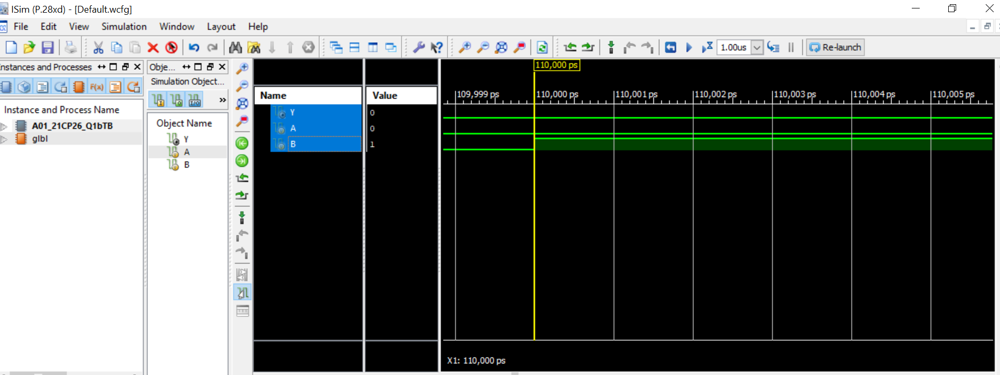 ISim (P.28xd) - [Default.wcfg]
File Edit View Simulation Window Layout Help
1.00us
Re-launch
Instances and Processes
F(x)
Instance and Process Name
A01_21CP26_Q1bTB
glbl
Obje...
Simulation Object...
I O I/O »
Object Name
Y
A
B
Name Value
Y 0
A 0
B 1
110,000 ps
109,999 ps 110,000 ps 110,001 ps 110,002 ps 110,003 ps 110,004 ps 110,005 ps
X1: 110,000 ps